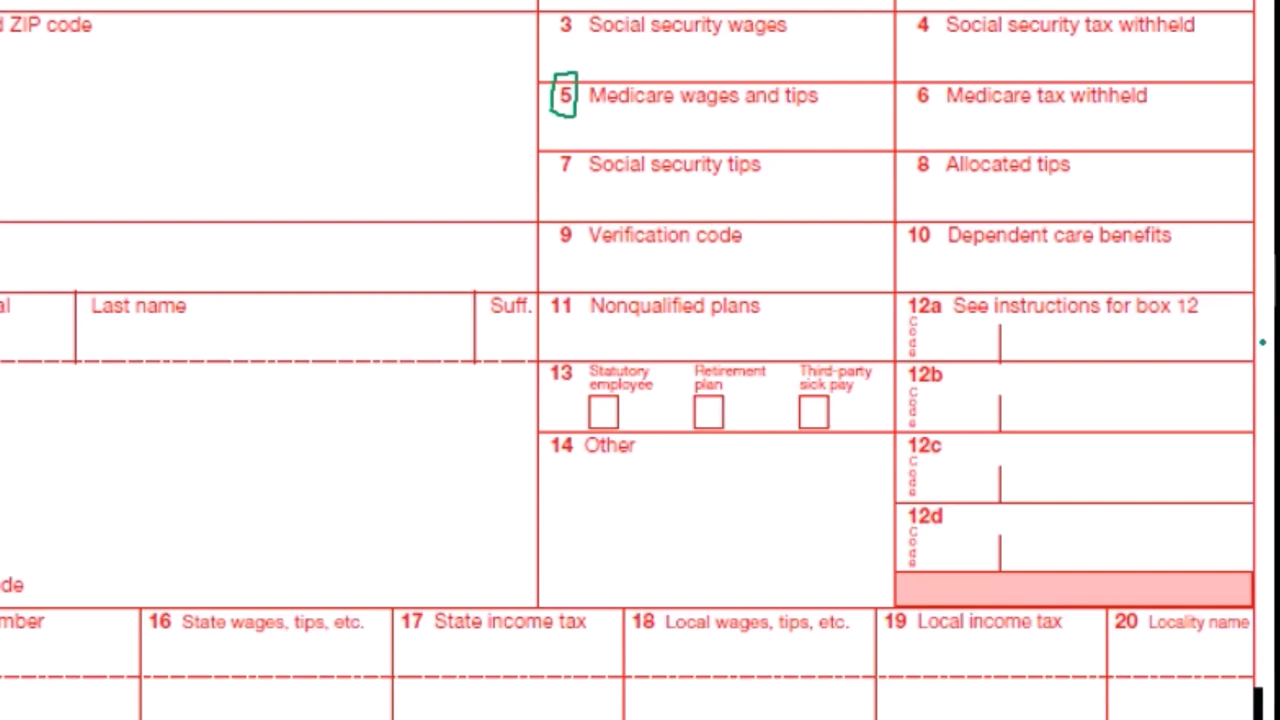 d ZIP code
3 Social security wages
4 Social security tax withheld
5 Medicare wages and tips
6 Medicare tax withheld
7 Social security tips
8 Allocated tips
9 Verification code
10 Dependent care benefits
al
Last name
Suff.
11 Nonqualified plans
12a See instructions for box 12
Code
13 Statutory employee
Retirement plan
Third-party sick pay
12b
Code
14 Other
12c
Code
12d
Code
de
mber
16 State wages, tips, etc.
17 State income tax
18 Local wages, tips, etc.
19 Local income tax
20 Locality name